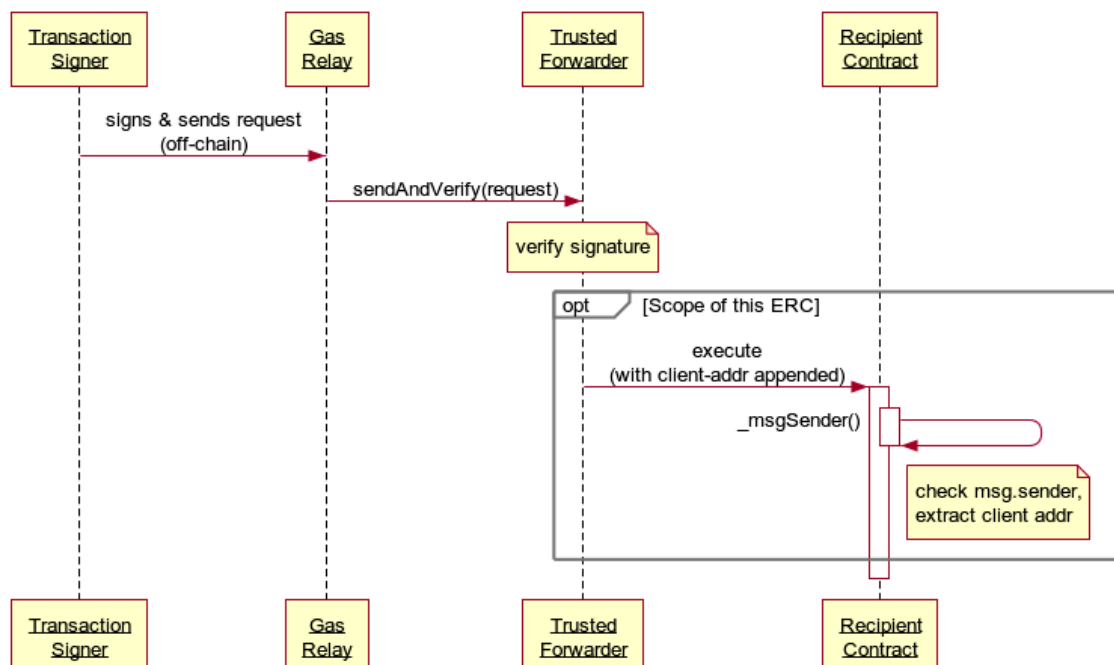 Transaction
Signer
Gas
Relay
Trusted
Forwarder
Recipient
Contract
signs & sends request
(off-chain)
sendAndVerify(request)
verify signature
opt
[Scope of this ERC]
execute
(with client-addr appended)
_msgSender()
check msg.sender,
extract client addr
Transaction
Signer
Gas
Relay
Trusted
Forwarder
Recipient
Contract